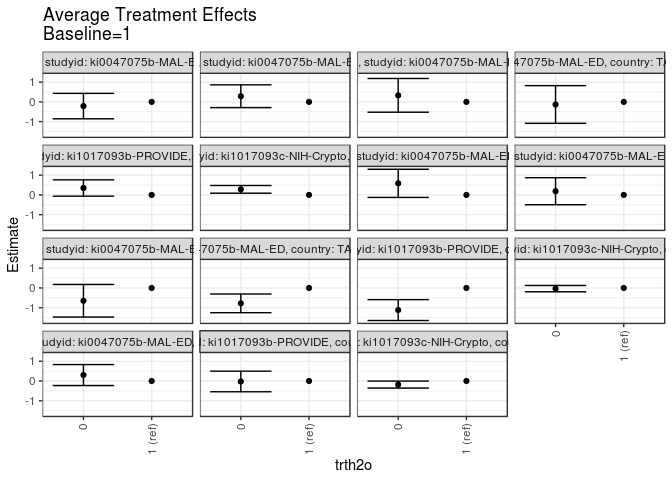 Average Treatment Effects
Baseline=1
studyid: ki0047075b-MAL-E
studyid: ki0047075b-MAL-E
, studyid: ki0047075b-MAL-
47075b-MAL-ED, country: TA
1
0
-1
dyid: ki1017093b-PROVIDE,
yid: ki1017093c-NIH-Crypto,
studyid: ki0047075b-MAL-E
studyid: ki0047075b-MAL-E
1
0
-1
studyid: ki0047075b-MAL-E
7075b-MAL-ED, country: TA
yid: ki1017093b-PROVIDE, c
yid: ki1017093c-NIH-Crypto,
1
0
-1
udyid: ki0047075b-MAL-ED,
: ki1017093b-PROVIDE, cou
: ki1017093c-NIH-Crypto, co
1
0
-1
0
1 (ref)
0
1 (ref)
0
1 (ref)
0
1 (ref)
Estimate
trth2o